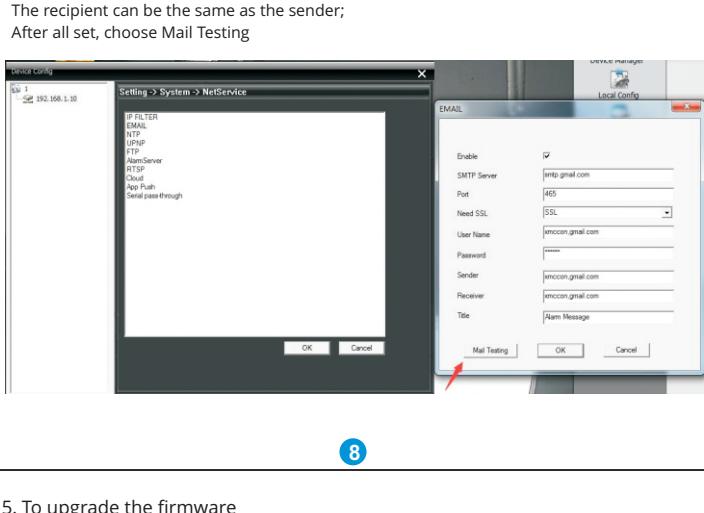 The recipient can be the same as the sender;
After all set, choose Mail Testing
Device Config
Device Manager
1
192.168.1.10
Setting -> System -> NetService
Local Config
IP FILTER
EMAIL
NTP
UPNP
FTP
AlarmServer
RTSP
Cloud
App Push
Serial pass-through
OK
Cancel
EMAIL
Enable
SMTP Server
smtp.gmail.com
Port
465
Need SSL
SSL
User Name
xmccon,gmail.com
Password
******
Sender
xmccon,gmail.com
Receiver
xmccon,gmail.com
Title
Alarm Message
Mail Testing
OK
Cancel
8
5. To upgrade the firmware